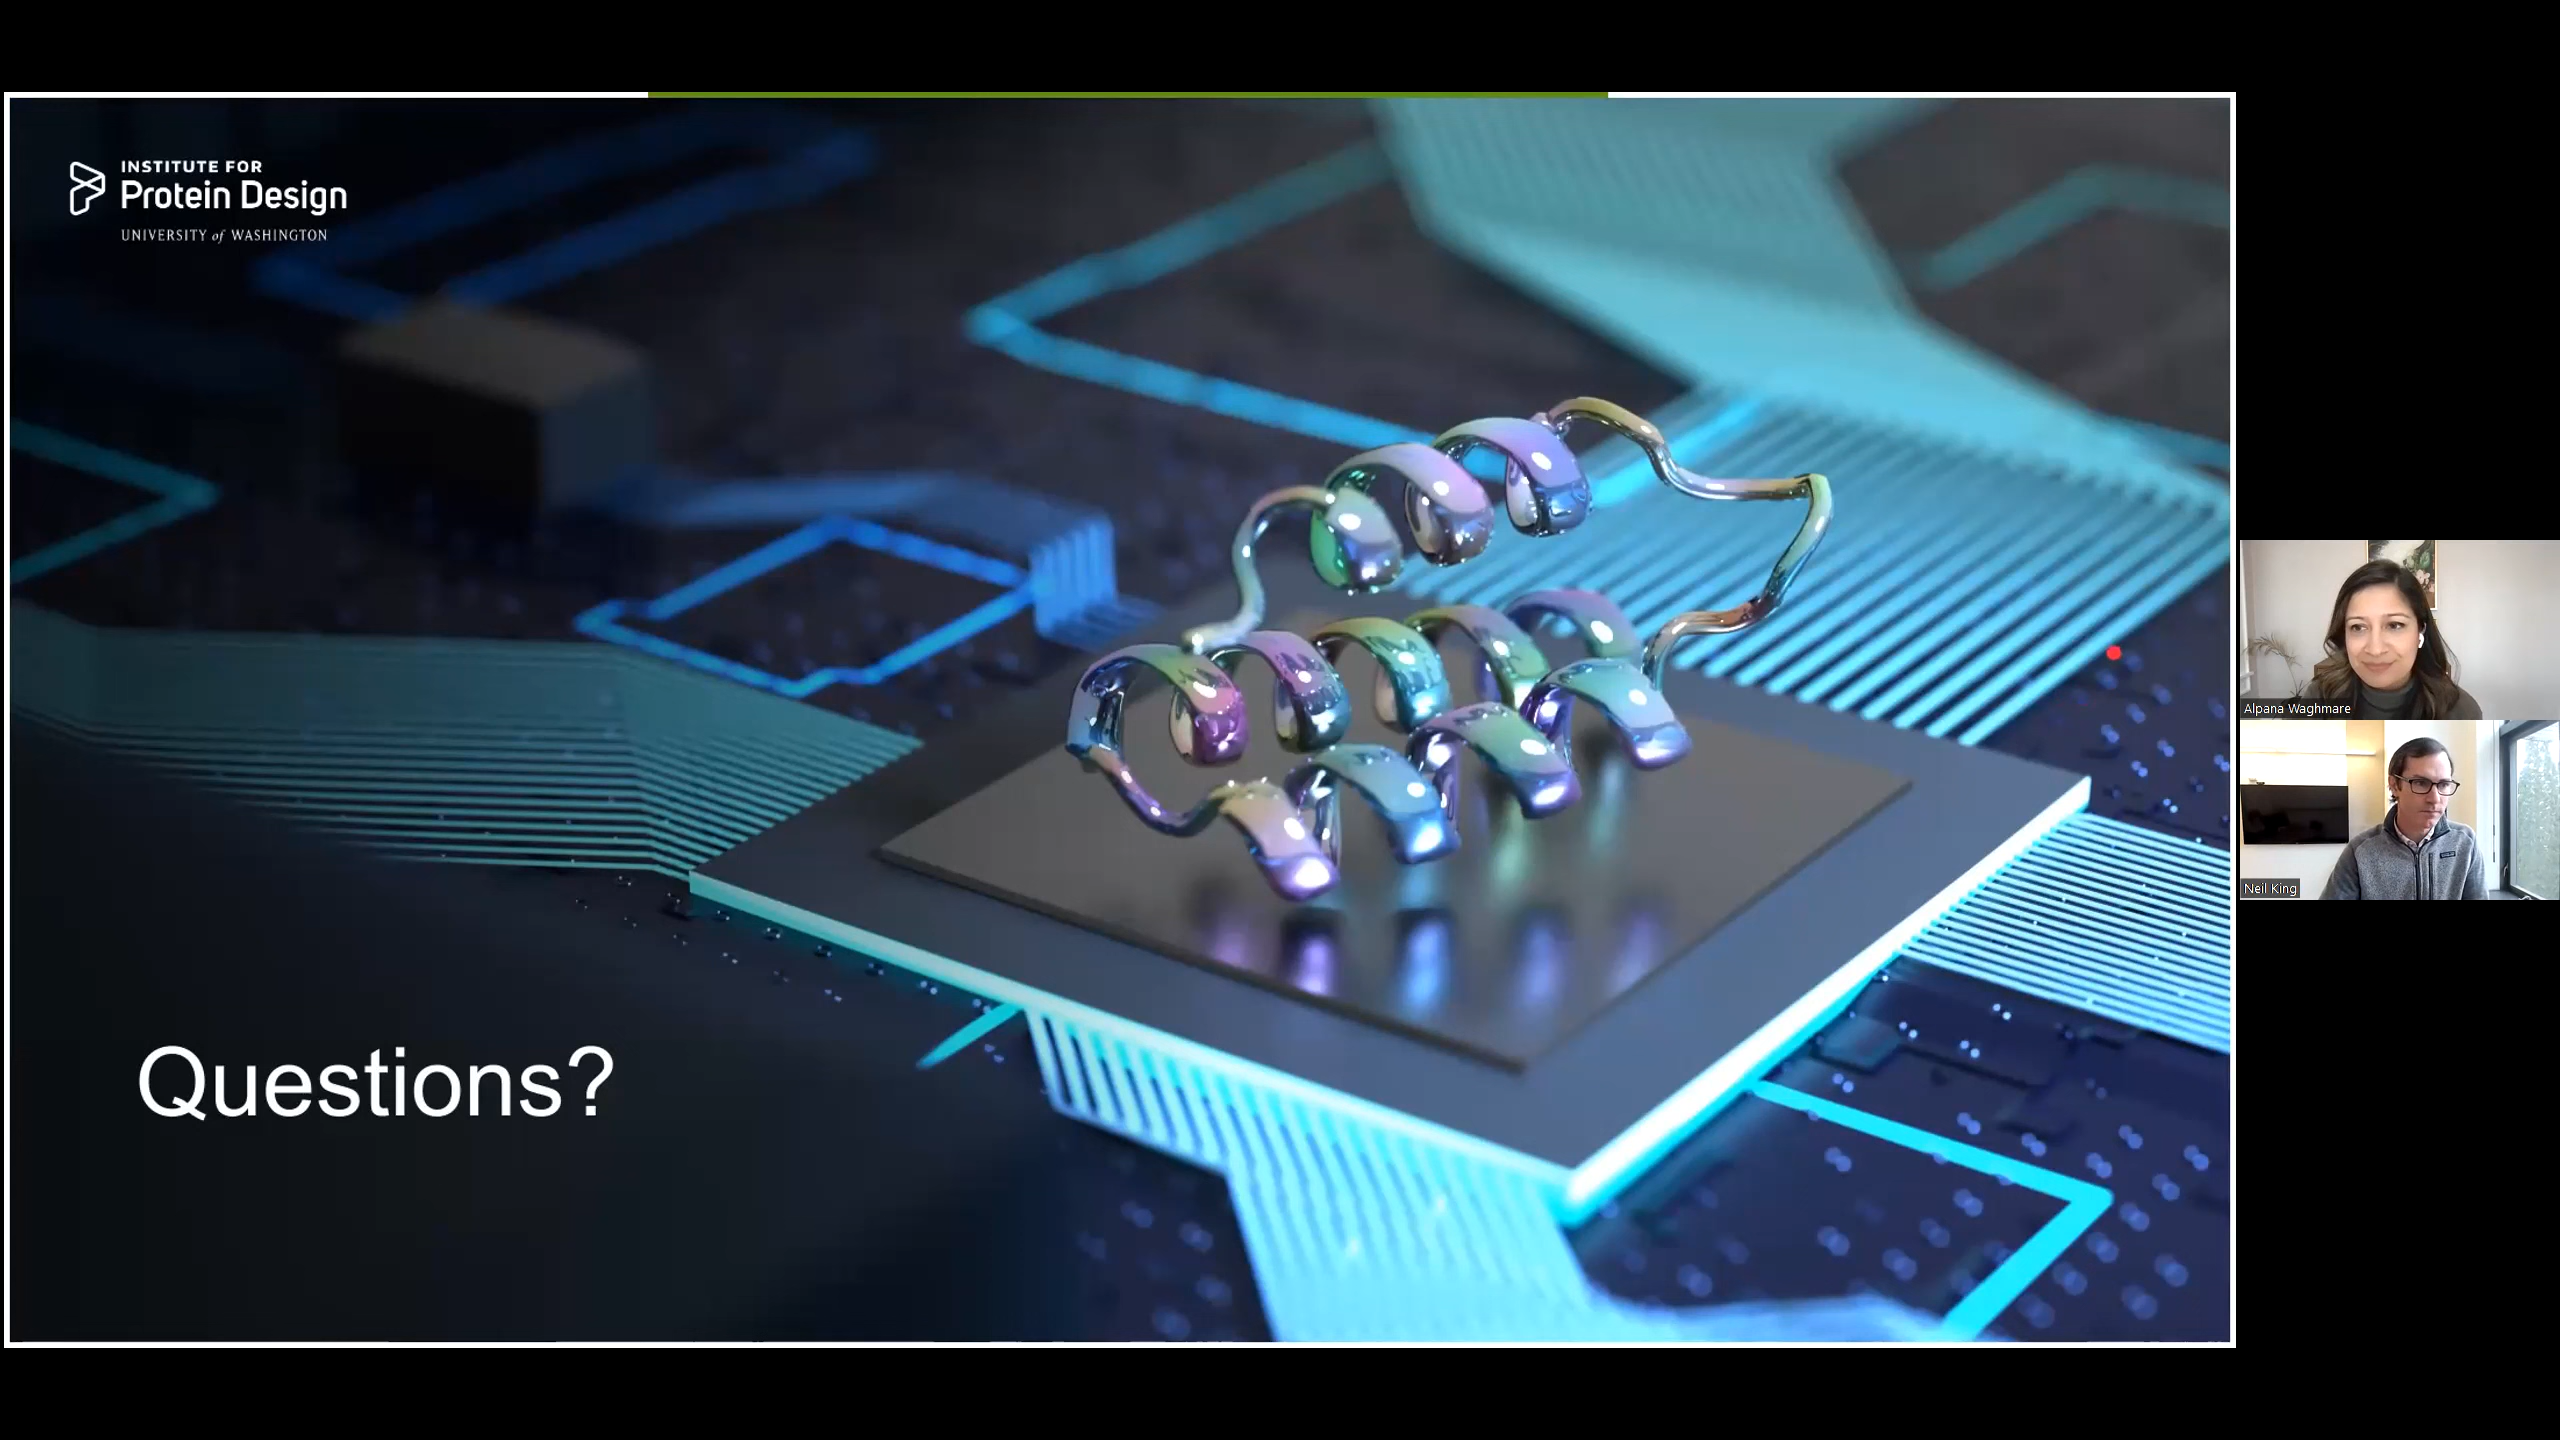 INSTITUTE FOR
Protein Design
UNIVERSITY of WASHINGTON
Questions?
Alpana Waghmare
Neil King